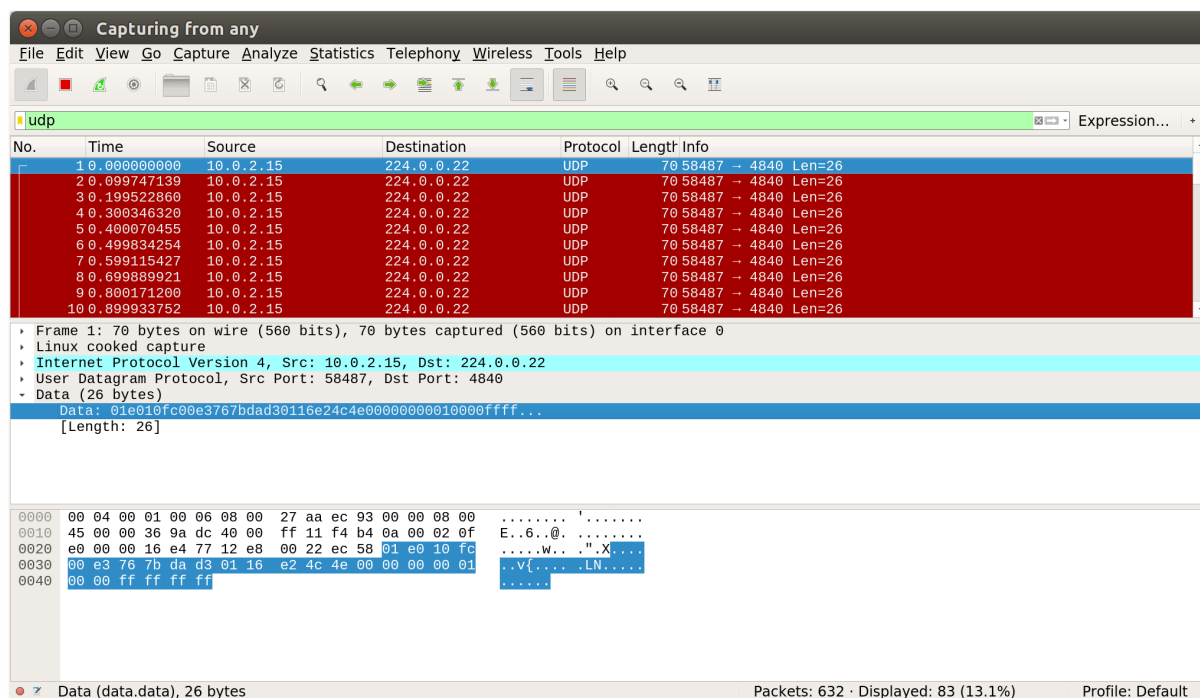 Capturing from any
File Edit View Go Capture Analyze Statistics Telephony Wireless Tools Help
udp Expression... +
No. Time Source Destination Protocol Length Info
1 0.000000000 10.0.2.15 224.0.0.22 UDP 70 58487 → 4840 Len=26
2 0.099747139 10.0.2.15 224.0.0.22 UDP 70 58487 → 4840 Len=26
3 0.199522860 10.0.2.15 224.0.0.22 UDP 70 58487 → 4840 Len=26
4 0.300346320 10.0.2.15 224.0.0.22 UDP 70 58487 → 4840 Len=26
5 0.400070455 10.0.2.15 224.0.0.22 UDP 70 58487 → 4840 Len=26
6 0.499834254 10.0.2.15 224.0.0.22 UDP 70 58487 → 4840 Len=26
7 0.599115427 10.0.2.15 224.0.0.22 UDP 70 58487 → 4840 Len=26
8 0.699889921 10.0.2.15 224.0.0.22 UDP 70 58487 → 4840 Len=26
9 0.800171200 10.0.2.15 224.0.0.22 UDP 70 58487 → 4840 Len=26
10 0.899933752 10.0.2.15 224.0.0.22 UDP 70 58487 → 4840 Len=26
Frame 1: 70 bytes on wire (560 bits), 70 bytes captured (560 bits) on interface 0
Linux cooked capture
Internet Protocol Version 4, Src: 10.0.2.15, Dst: 224.0.0.22
User Datagram Protocol, Src Port: 58487, Dst Port: 4840
Data (26 bytes)
Data: 01e010fc00e3767bdad30116e24c4e00000000010000ffff...
[Length: 26]
0000 00 04 00 01 00 06 08 00 27 aa ec 93 00 00 08 00 ........ '.......
0010 45 00 00 36 9a dc 40 00 ff 11 f4 b4 0a 00 02 0f E..6..@. ........
0020 e0 00 00 16 e4 77 12 e8 00 22 ec 58 01 e0 10 fc .....w.. .".X....
0030 00 e3 76 7b da d3 01 16 e2 4c 4e 00 00 00 00 01 ..v{.... .LN.....
0040 00 00 ff ff ff ff ......
Data (data.data), 26 bytes Packets: 632 · Displayed: 83 (13.1%) Profile: Default